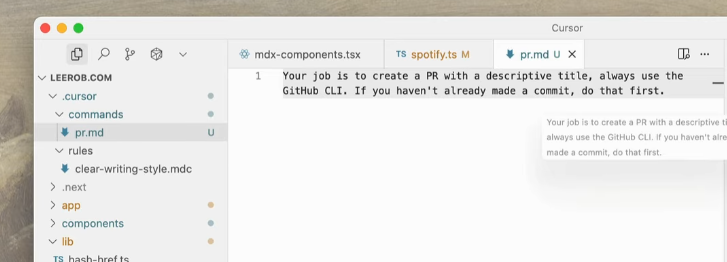 Cursor
mdx-components.tsx
TS spotify.ts M
pr.md U
LEEROB.COM
.cursor
commands
pr.md U
rules
clear-writing-style.mdc
.next
app
components
lib
TS hash-href.ts
1 Your job is to create a PR with a descriptive title, always use the
GitHub CLI. If you haven't already made a commit, do that first.
Your job is to create a PR with a descriptive ti
always use the GitHub CLI. If you haven't alre
made a commit, do that first.